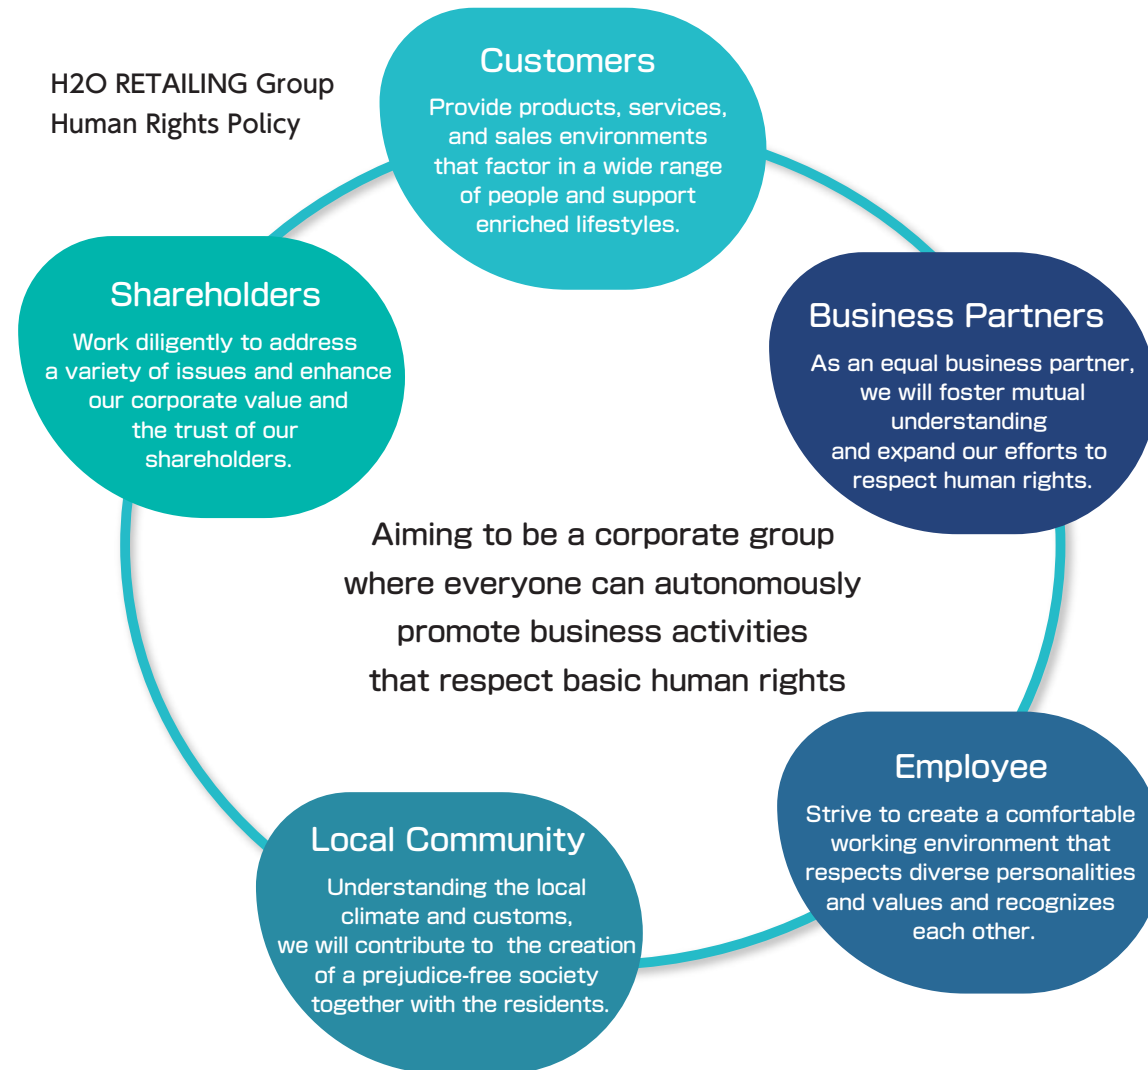 H2O RETAILING Group
Human Rights Policy
Customers
Provide products, services,
and sales environments
that factor in a wide range
of people and support
enriched lifestyles.
Shareholders
Work diligently to address
a variety of issues and enhance
our corporate value and
the trust of our
shareholders.
Business Partners
As an equal business partner,
we will foster mutual
understanding
and expand our efforts to
respect human rights.
Aiming to be a corporate group
where everyone can autonomously
promote business activities
that respect basic human rights
Employee
Strive to create a comfortable
working environment that
respects diverse personalities
and values and recognizes
each other.
Local Community
Understanding the local
climate and customs,
we will contribute to the creation
of a prejudice-free society
together with the residents.